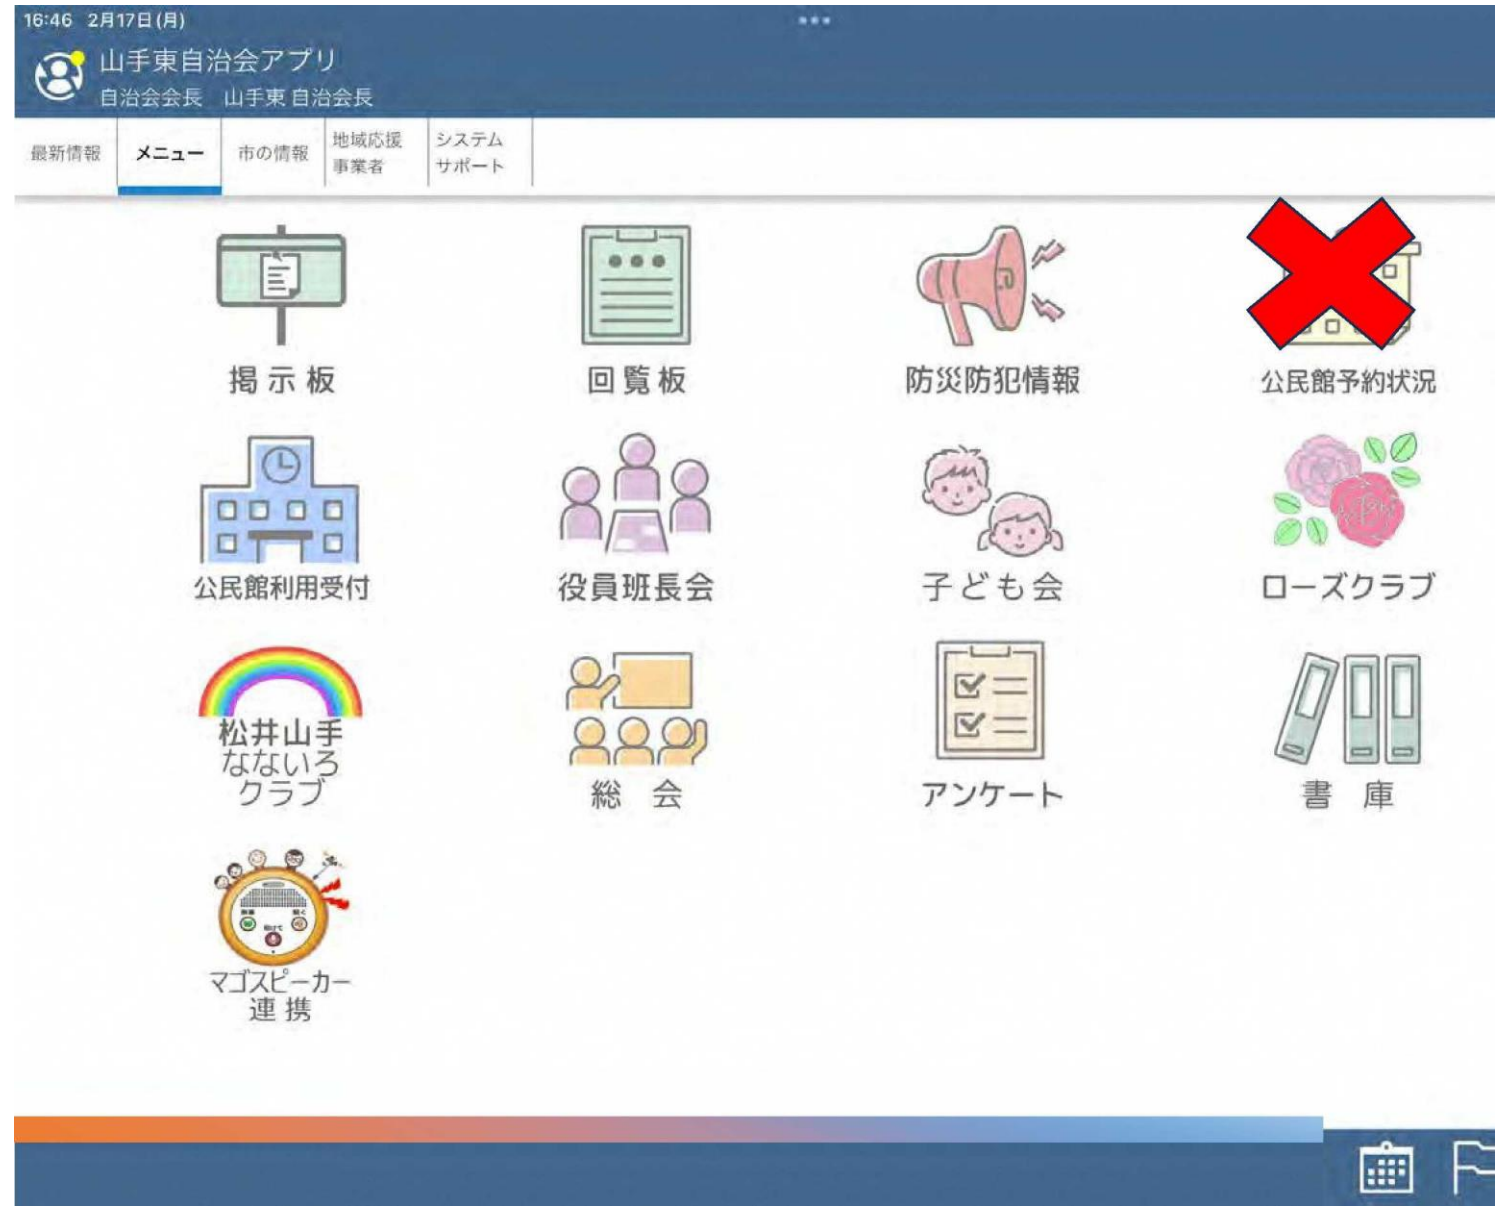 16:46 2月17日(月)
山手東自治会アプリ
自治会会長 山手東 自治会長
最新情報
メニュー
市の情報
地域応援
事業者
システム
サポート
掲示板
回覧板
防災防犯情報
公民館予約状況
公民館利用受付
役員班長会
子ども会
ローズクラブ
松井山手
なないろ
クラブ
総 会
アンケート
書 庫
マゴスピーカー
連携